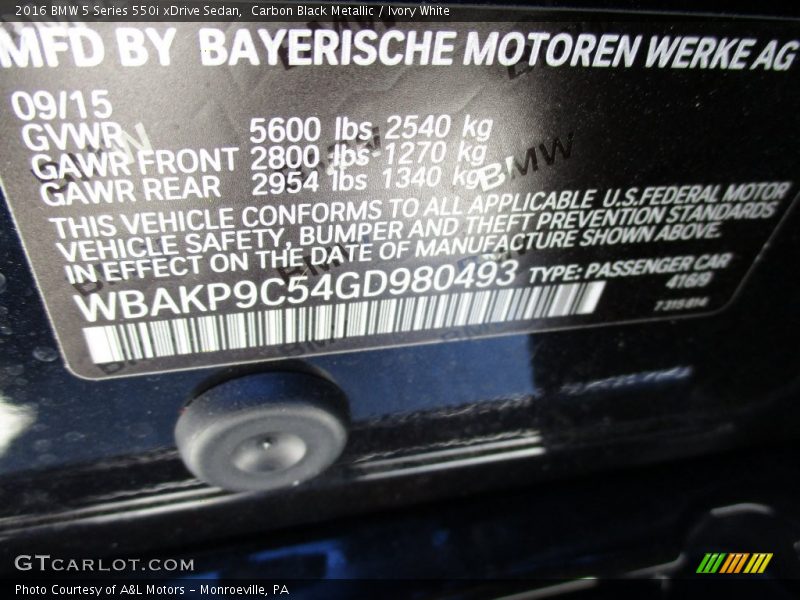 2016 BMW 5 Series 550i xDrive Sedan,  Carbon Black Metallic / Ivory White
MFD BY BAYERISCHE MOTOREN WERKE AG
09/15
GVWR 5600 lbs 2540 kg
GAWR FRONT 2800 lbs 1270 kg
GAWR REAR 2954 lbs 1340 kg
THIS VEHICLE CONFORMS TO ALL APPLICABLE U.S.FEDERAL MOTOR
VEHICLE SAFETY, BUMPER AND THEFT PREVENTION STANDARDS
IN EFFECT ON THE DATE OF MANUFACTURE SHOWN ABOVE.
WBAKP9C54GD980493 TYPE: PASSENGER CAR
416/9
7 315 614
GTCARLOT.COM
Photo Courtesy of A&L Motors – Monroeville, PA